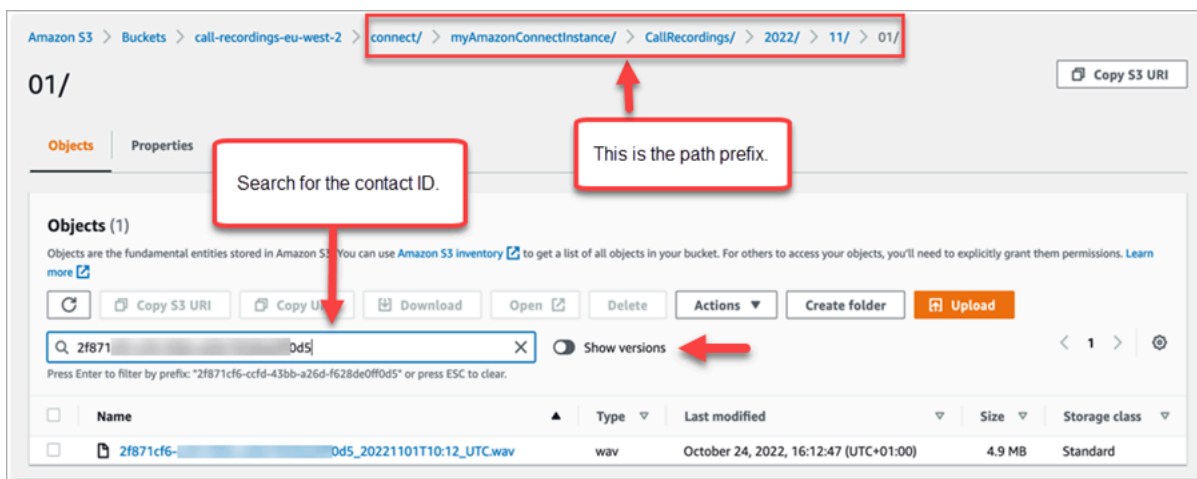 Amazon S3 > Buckets > call-recordings-eu-west-2 > connect/ > myAmazonConnectInstance/ > CallRecordings/ > 2022/ > 11/ > 01/
01/
Copy S3 URI
This is the path prefix.
Objects
Properties
Search for the contact ID.
Objects (1)
Objects are the fundamental entities stored in Amazon S3. You can use Amazon S3 inventory to get a list of all objects in your bucket. For others to access your objects, you'll need to explicitly grant them permissions. Learn
more
Copy S3 URI Copy U Download Open Delete Actions Create folder Upload
2f871 0d5 Show versions < 1 >
Press Enter to filter by prefix: "2f871cf6-ccfd-43bb-a26d-f628de0ff0d5" or press ESC to clear.
Name Type Last modified Size Storage class
2f871cf6- 0d5_20221101T10:12_UTC.wav wav October 24, 2022, 16:12:47 (UTC+01:00) 4.9 MB Standard